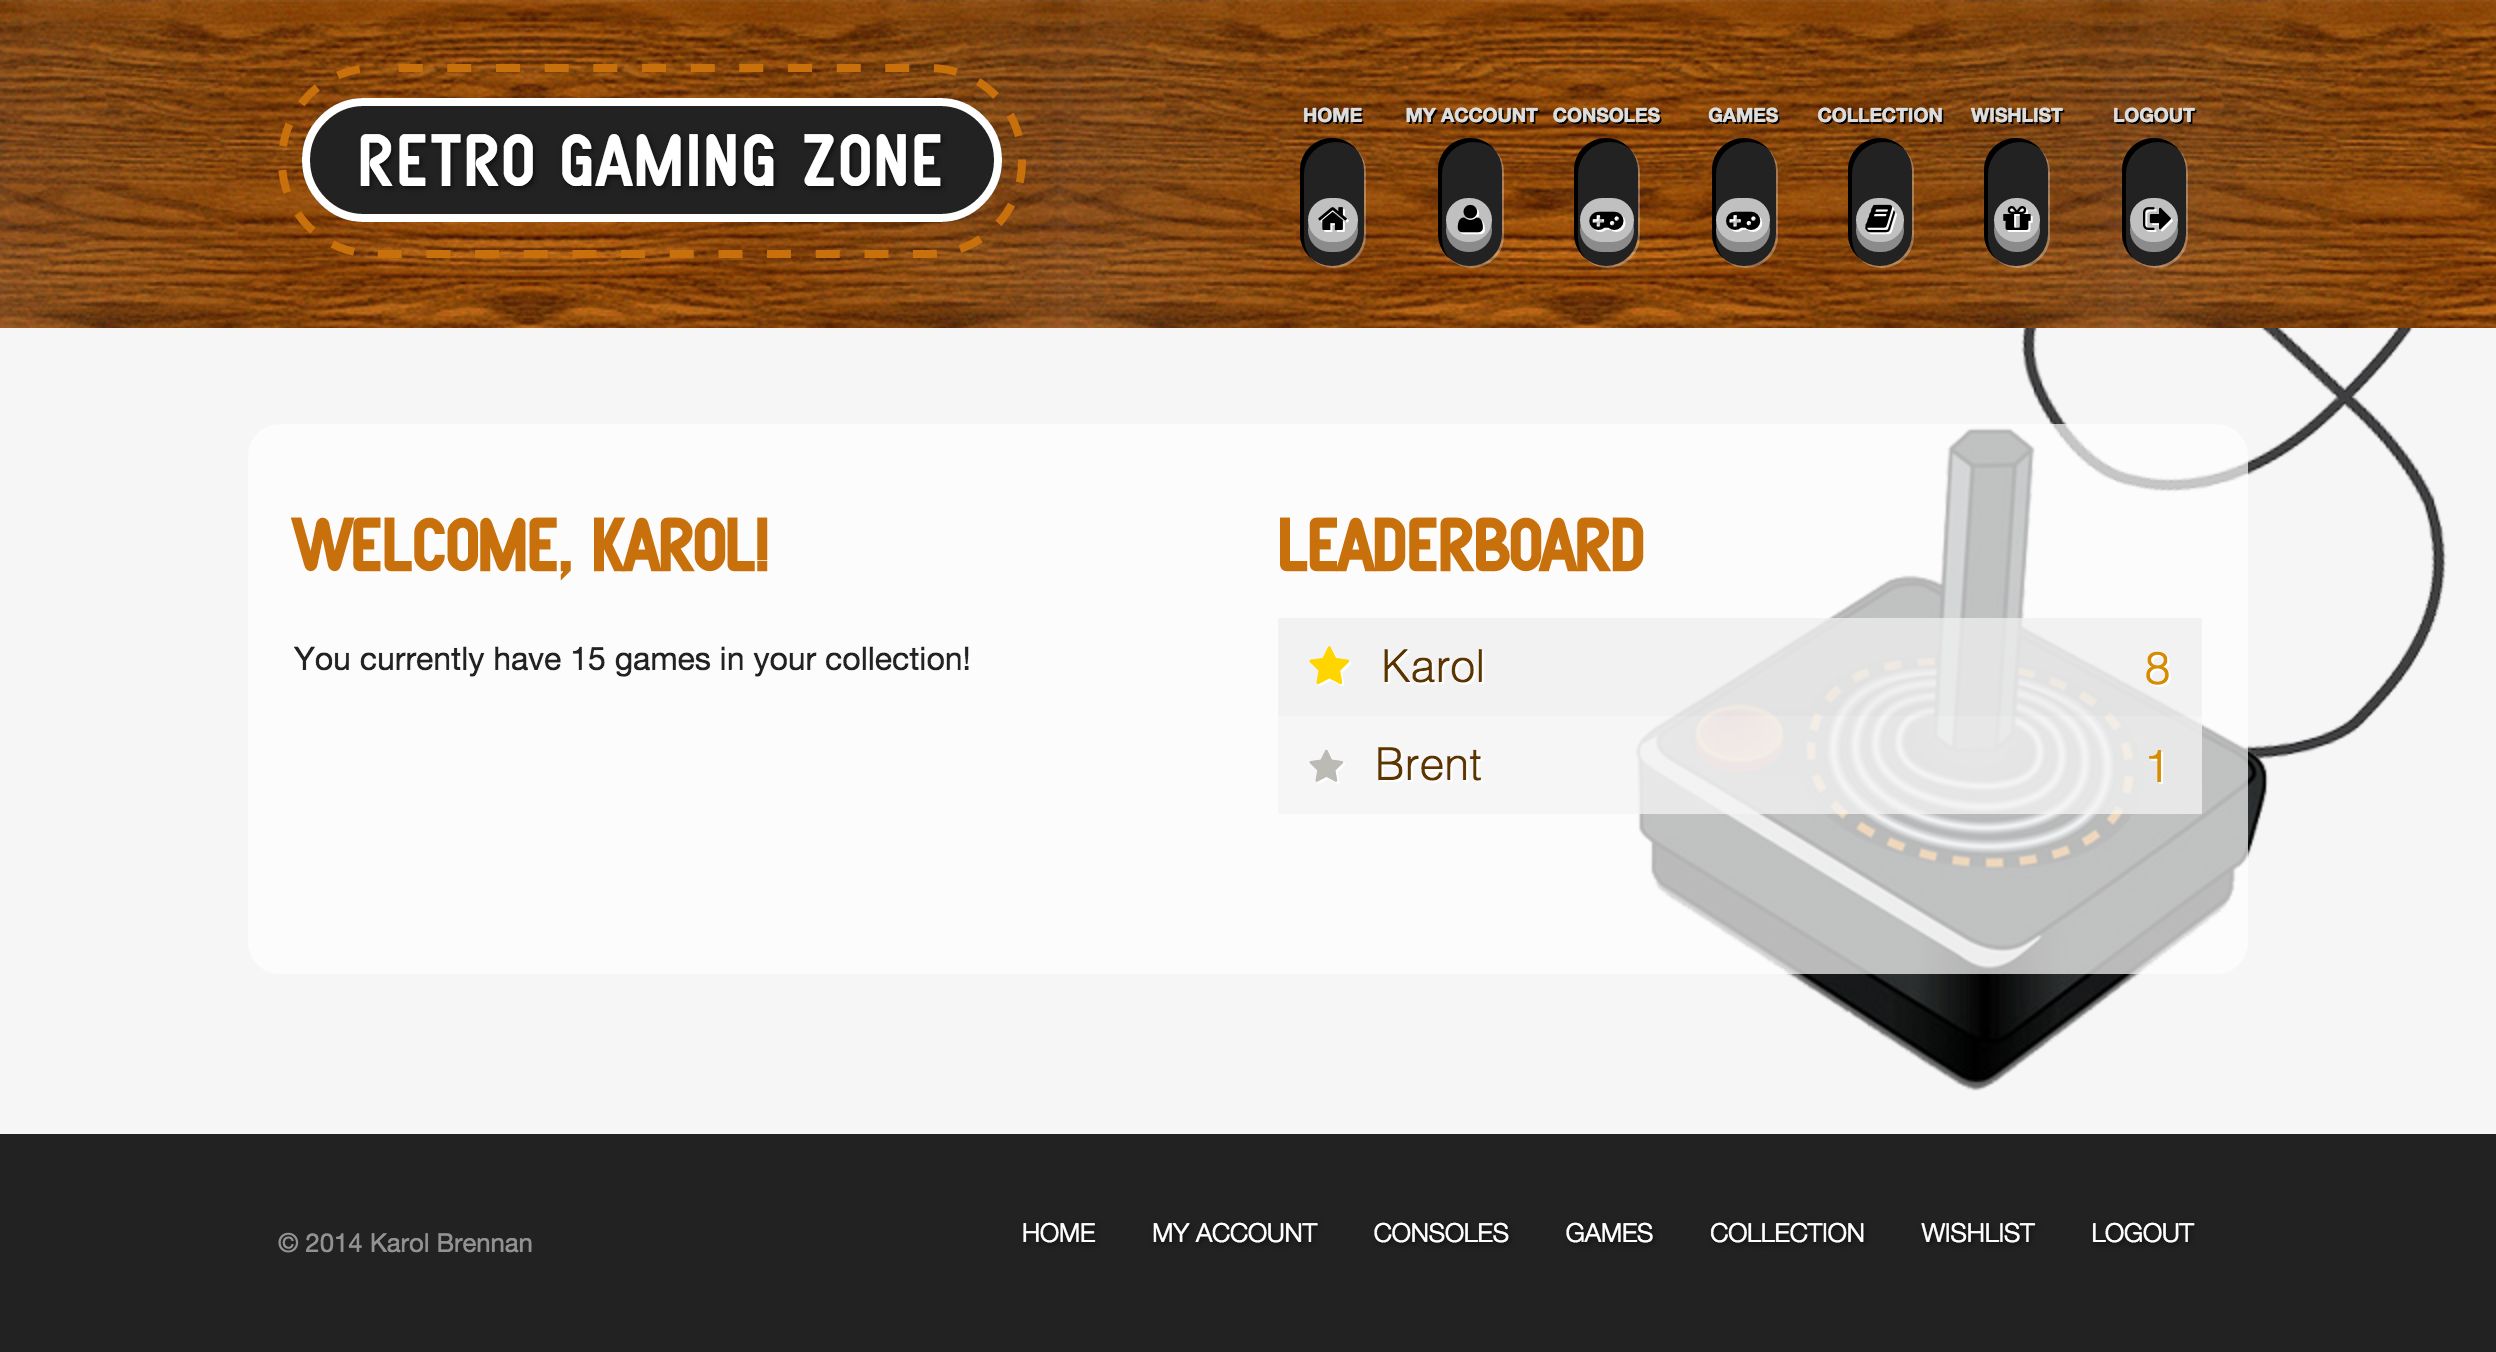 RETRO GAMING ZONE
HOME MY ACCOUNT CONSOLES GAMES COLLECTION WISHLIST LOGOUT
WELCOME, KAROL!
You currently have 15 games in your collection!
LEADERBOARD
Karol 8
Brent 1
© 2014 Karol Brennan
HOME MY ACCOUNT CONSOLES GAMES COLLECTION WISHLIST LOGOUT